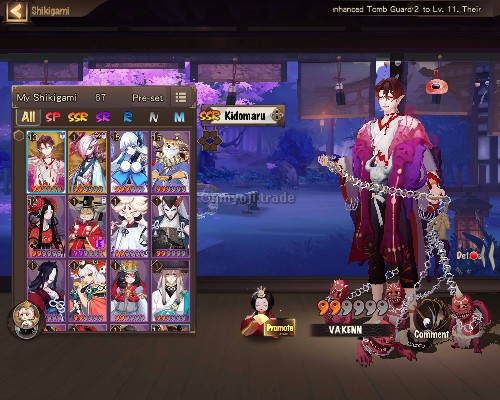 Shikigami
nhanced Tomb Guard-2 to Lv. 11. Their
My Shikigami 67 Pre-set
All SP SSR SR R N M
SSR Kidomaru
Promote
VAKENN
Comment